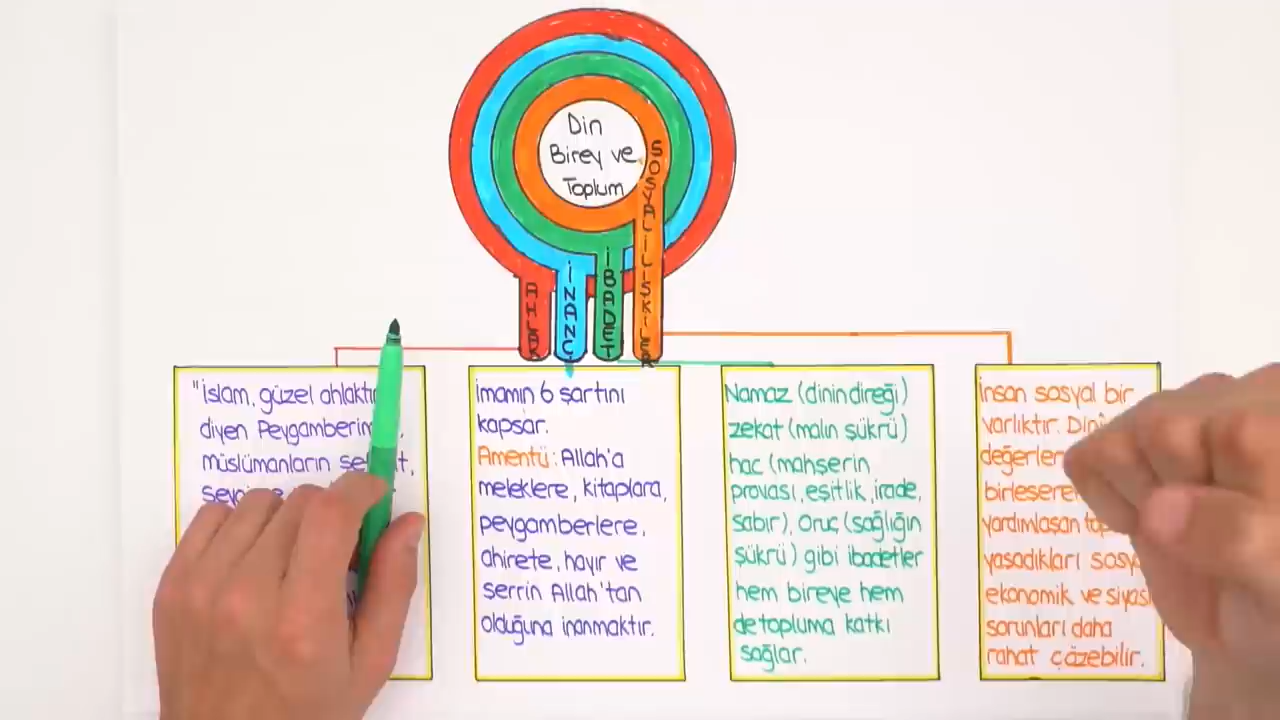 Din
Birey ve
Toplum
SOSYAL İLİŞKİLER
İBADET
İNANÇ
AHLAK
"İslam, güzel ahlaktır
diyen Peygamberim
müslümanların
İmanın 6 şartını
kapsar.
Amentü: Allah'a
meleklere, kitaplara,
peygamberlere,
ahirete, hayır ve
şerrin Allah'tan
olduğuna inanmaktır.
Namaz (dinin direği)
zekat (malın şükrü)
hac (mahşerin
provası, eşitlik, irade,
sabır), Oruç (sağlığın
şükrü) gibi ibadetler
hem bireye hem
de topluma katkı
sağlar.
İnsan sosyal bir
varlıktır. Dini
değerler
birleşere
yardımlaşan
yaşadıkları
ekonomik ve siyasi
sorunları daha
rahat çözebilir.